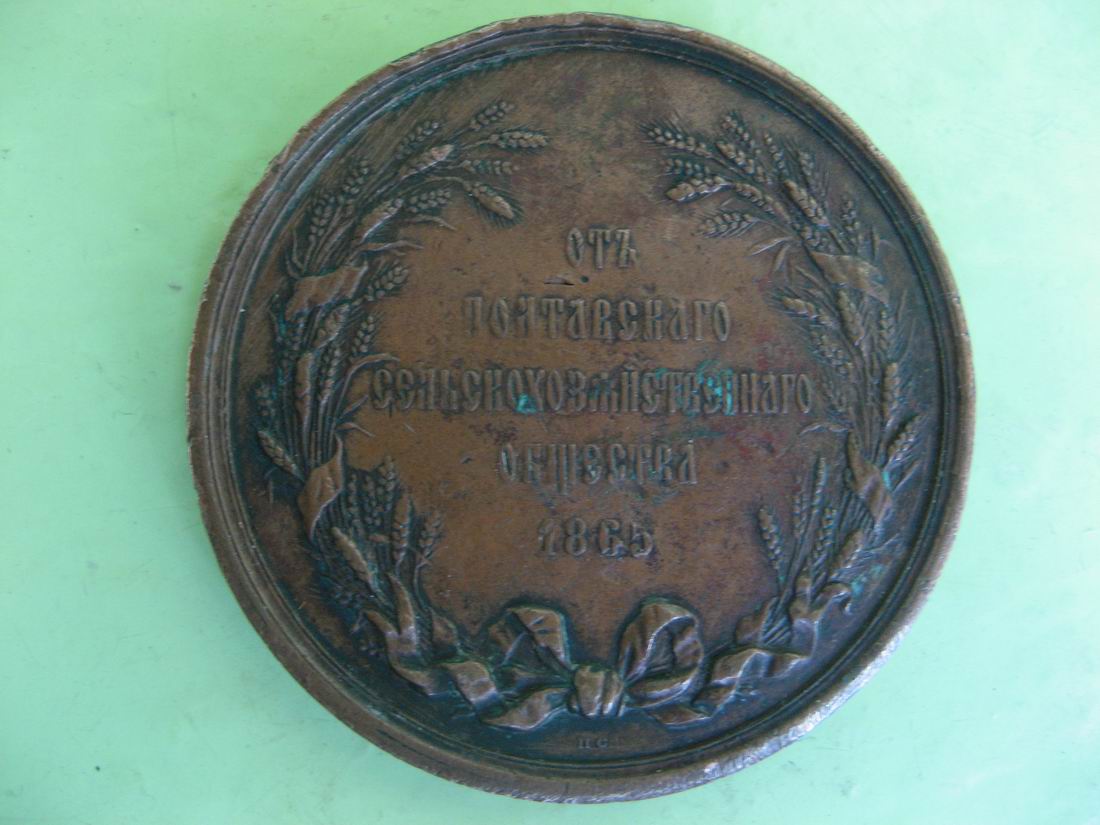 ОТЪ
ПОЛТАВСКАГО
СЕЛЬСКОХОЗЯЙСТВЕННАГО
ОБЩЕСТВА
1865
П С